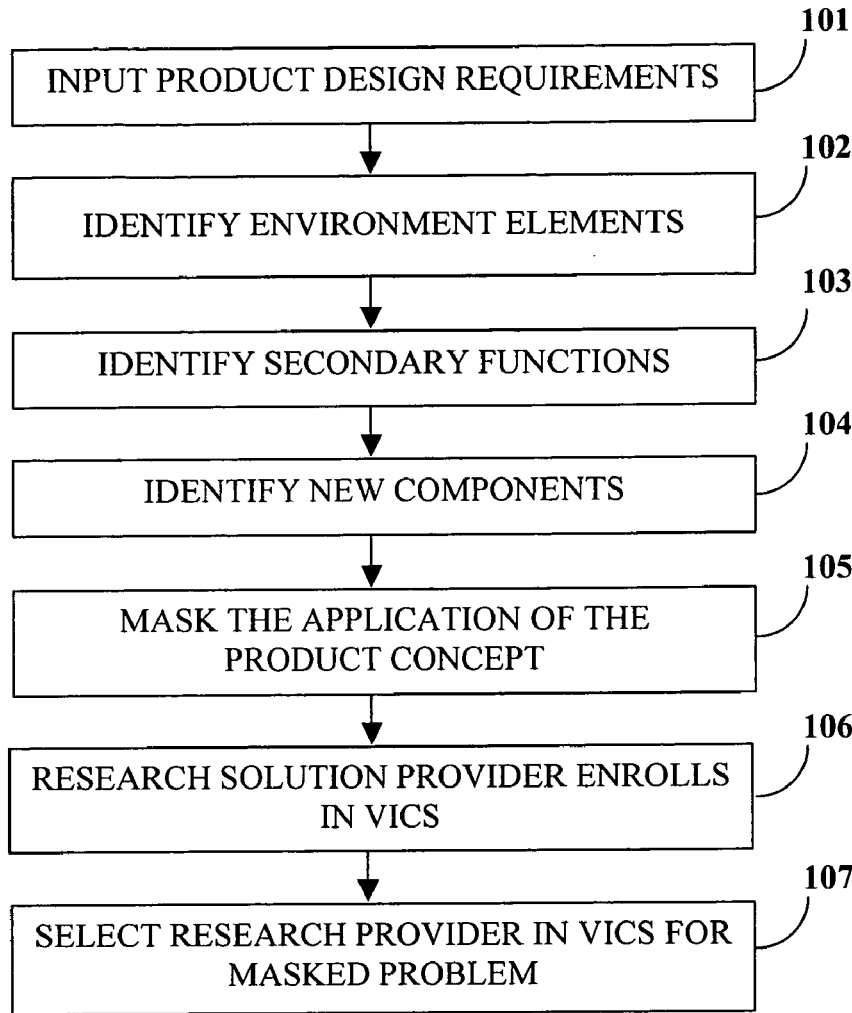 101
INPUT PRODUCT DESIGN REQUIREMENTS
102
IDENTIFY ENVIRONMENT ELEMENTS
103
IDENTIFY SECONDARY FUNCTIONS
104
IDENTIFY NEW COMPONENTS
105
MASK THE APPLICATION OF THE
PRODUCT CONCEPT
106
RESEARCH SOLUTION PROVIDER ENROLLS
IN VICS
107
SELECT RESEARCH PROVIDER IN VICS FOR
MASKED PROBLEM